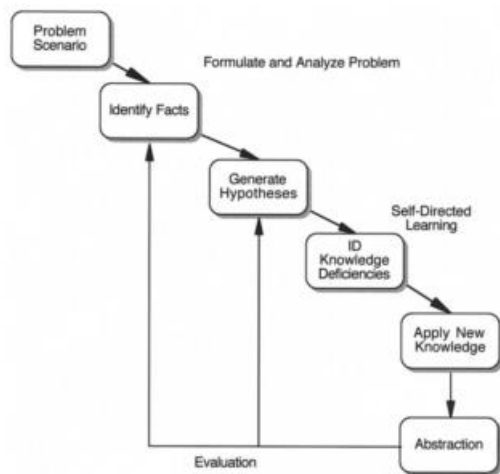 Problem
Scenario
Formulate and Analyze Problem
Identify Facts
Generate
Hypotheses
Self-Directed
Learning
ID
Knowledge
Deficiencies
Apply New
Knowledge
Abstraction
Evaluation